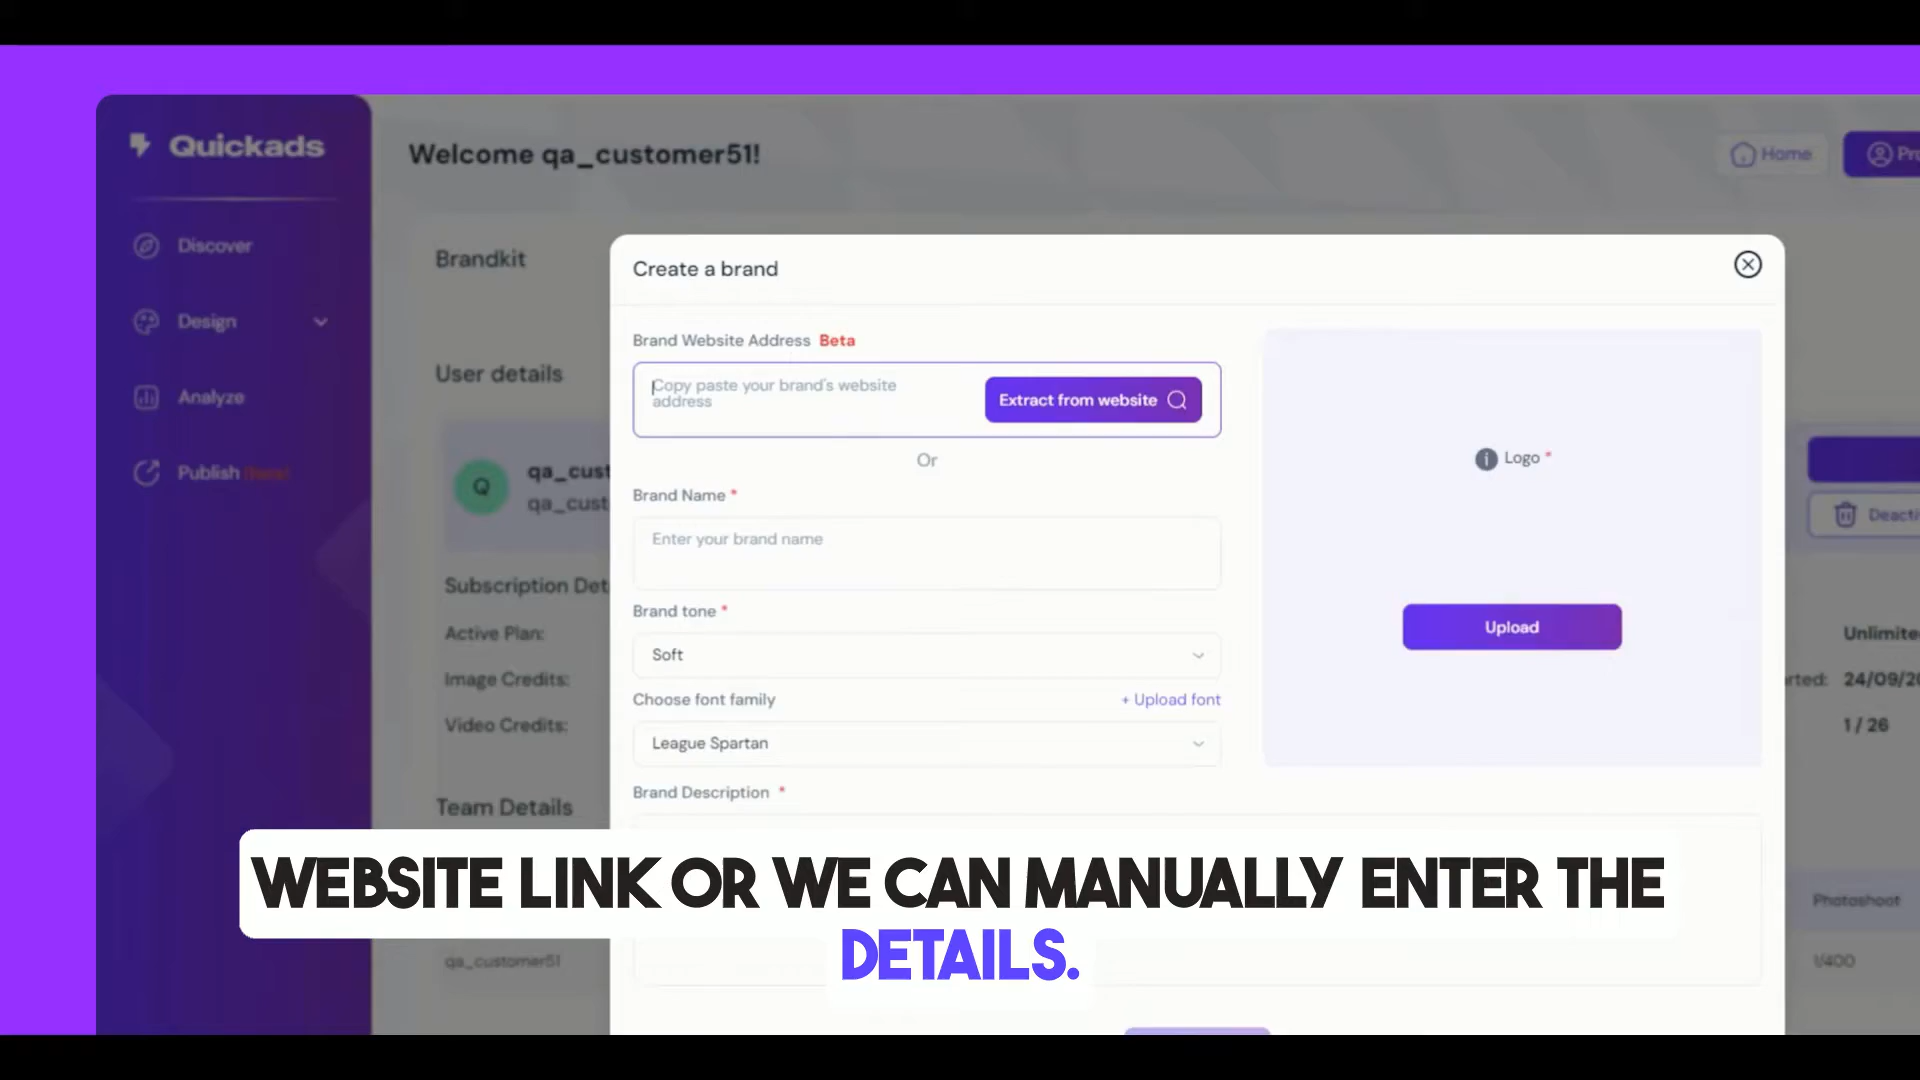 Quickads
Welcome qa_customer51!
Home
Discover
Design
Analyze
Publish
Brandkit
User details
Q
qa_cust
qa_cust
Subscription Det
Active Plan:
Image Credits:
Video Credits:
Team Details
qa_customer51
Create a brand
Brand Website Address Beta
Copy paste your brand's website
address
Extract from website
Or
Brand Name *
Enter your brand name
Brand tone *
Soft
Choose font family
+ Upload font
League Spartan
Brand Description *
Logo *
Upload
Deacti
Unlimite
rted: 24/09/20
1 / 26
Photoshoot
1/400
WEBSITE LINK OR WE CAN MANUALLY ENTER THE
DETAILS.